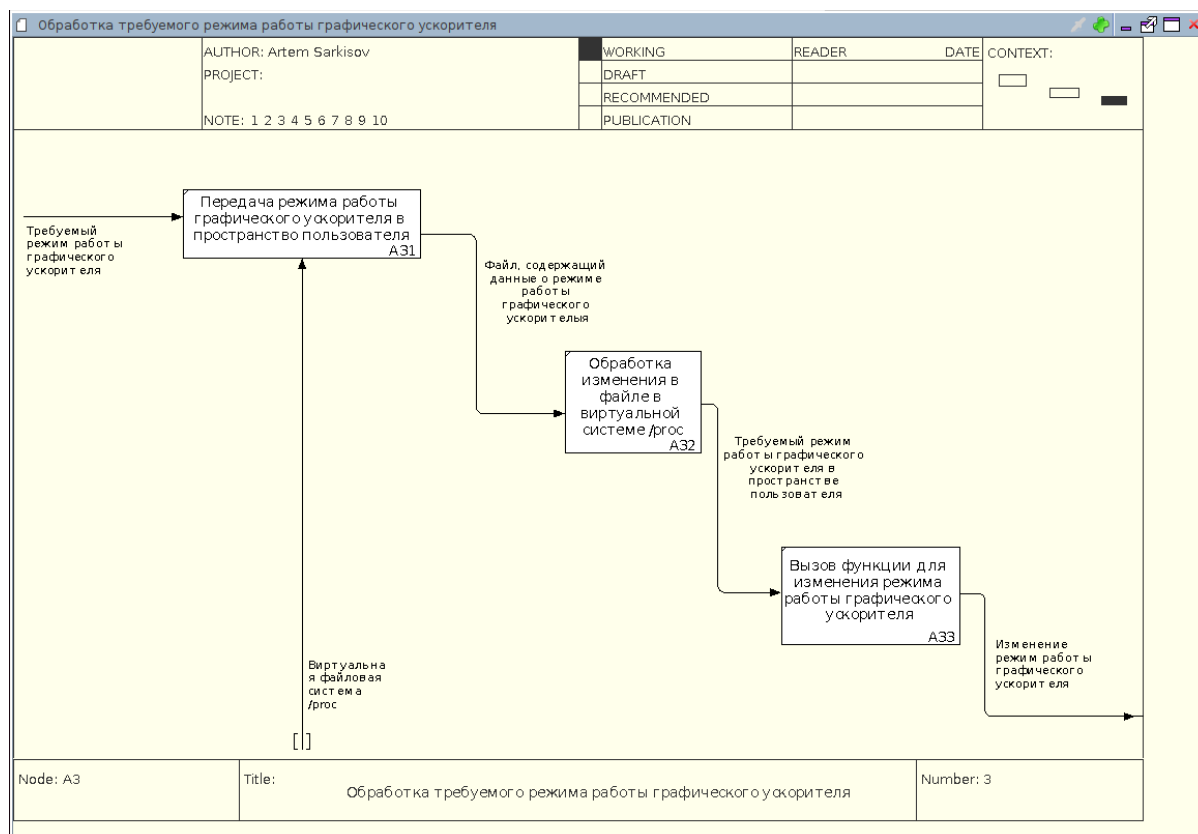 Обработка требуемого режима работы графического ускорителя
AUTHOR: Artem Sarkisov
PROJECT:
NOTE: 1 2 3 4 5 6 7 8 9 10
WORKING
DRAFT
RECOMMENDED
PUBLICATION
READER DATE
CONTEXT:
Передача режима работы
графического ускорителя в
пространство пользователя
A31
Требуемый
режим работы
графического
ускорителя
Файл, содержащий
данные о режиме
работы
графического
ускорителыя
Обработка
изменения в
файле в
виртуальной
системе /proc
A32
Требуемый режим
работы графического
ускорителя в
пространстве
пользователя
Вызов функции для
изменения режима
работы графического
ускорителя
A33
Изменение
режим работы
графического
ускорителя
Виртуальна
я файловая
система
/proc
[ ]
Node: A3
Title:
Обработка требуемого режима работы графического ускорителя
Number: 3